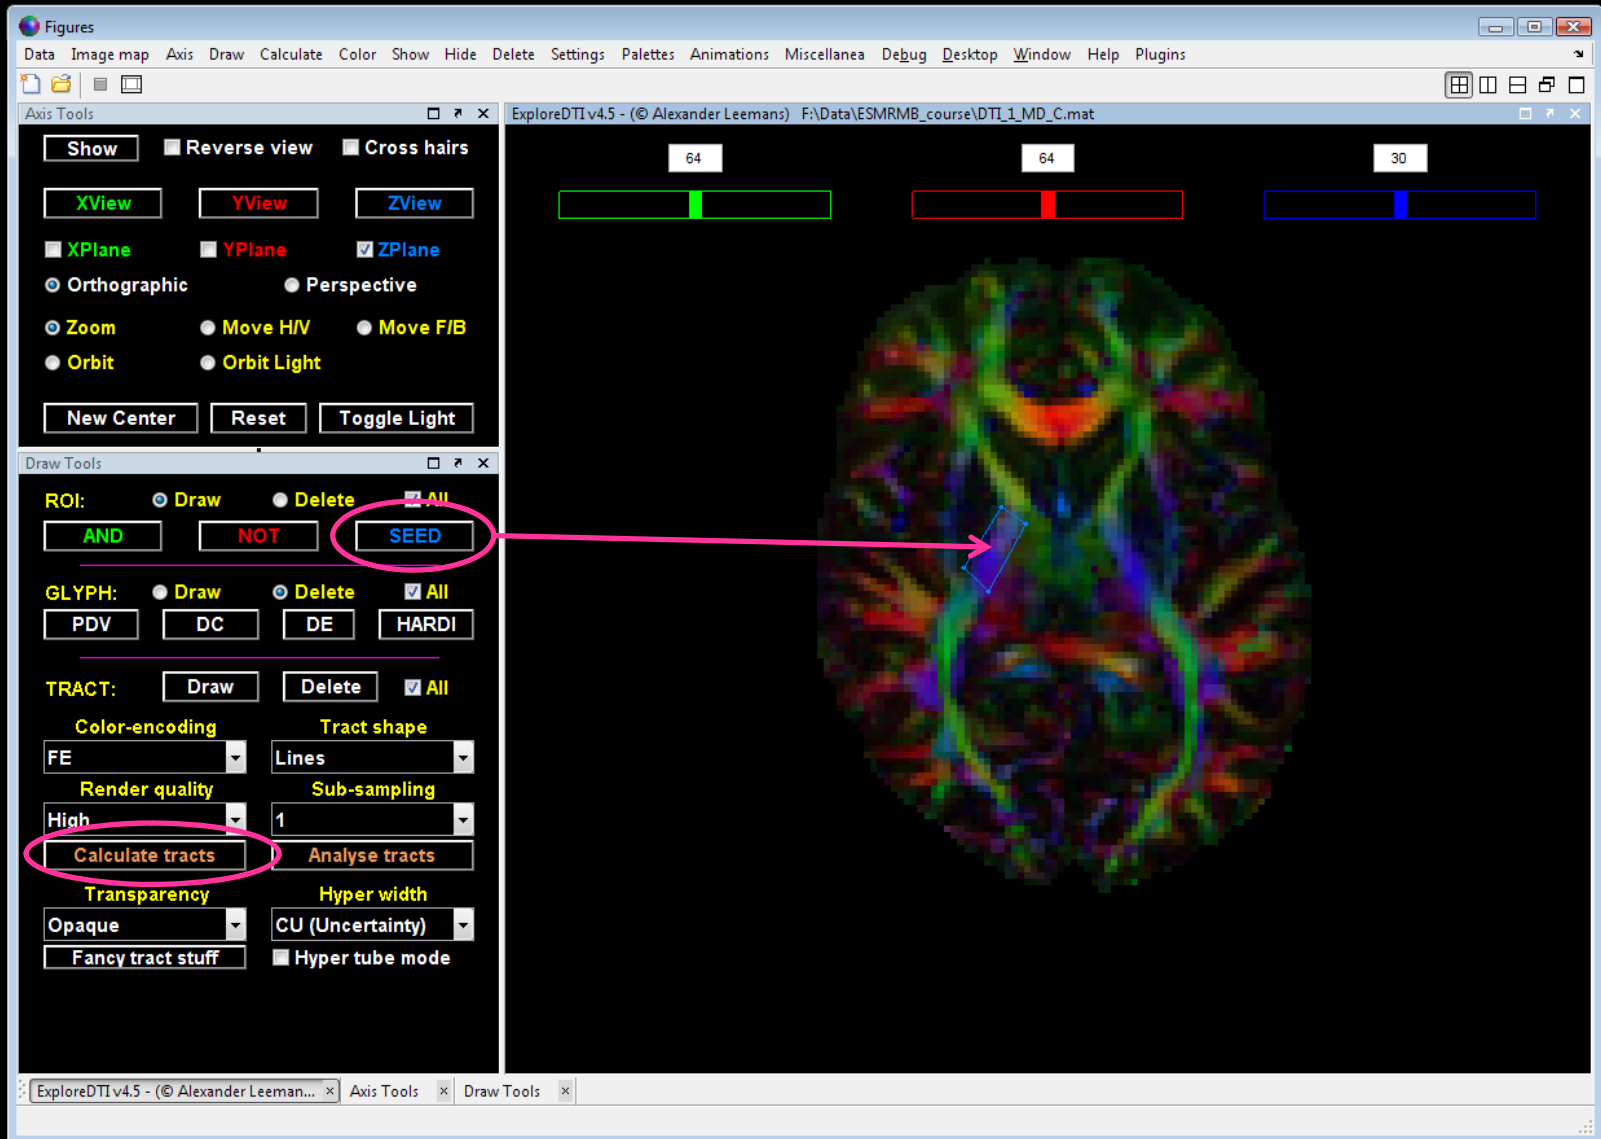 Figures
Data Image map Axis Draw Calculate Color Show Hide Delete Settings Palettes Animations Miscellanea Debug Desktop Window Help Plugins
Axis Tools
Show Reverse view Cross hairs
XView YView ZView
XPlane YPlane ZPlane
Orthographic Perspective
Zoom Move H/V Move F/B
Orbit Orbit Light
New Center Reset Toggle Light
Draw Tools
ROI: Draw Delete All
AND NOT SEED
GLYPH: Draw Delete All
PDV DC DE HARDI
TRACT: Draw Delete All
Color-encoding Tract shape
FE Lines
Render quality Sub-sampling
High 1
Calculate tracts Analyse tracts
Transparency Hyper width
Opaque CU (Uncertainty)
Fancy tract stuff Hyper tube mode
ExploreDTI v4.5 - (© Alexander Leemans) F:\Data\ESMRMB_course\DTI_1_MD_C.mat
64 64 30
ExploreDTI v4.5 - (© Alexander Leeman... Axis Tools Draw Tools